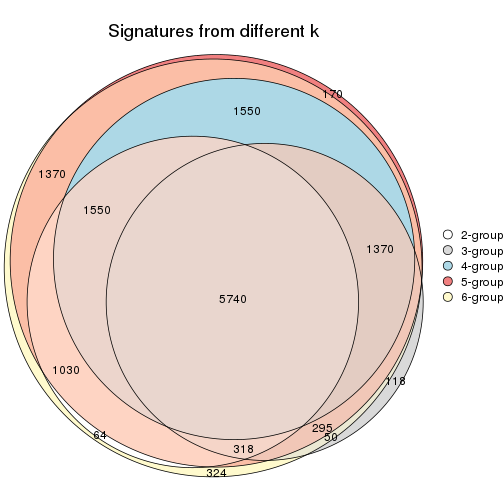 Signatures from different k
170
1550
1370
1550
1370
5740
1030
118
295
50
64
318
324
2-group
3-group
4-group
5-group
6-group